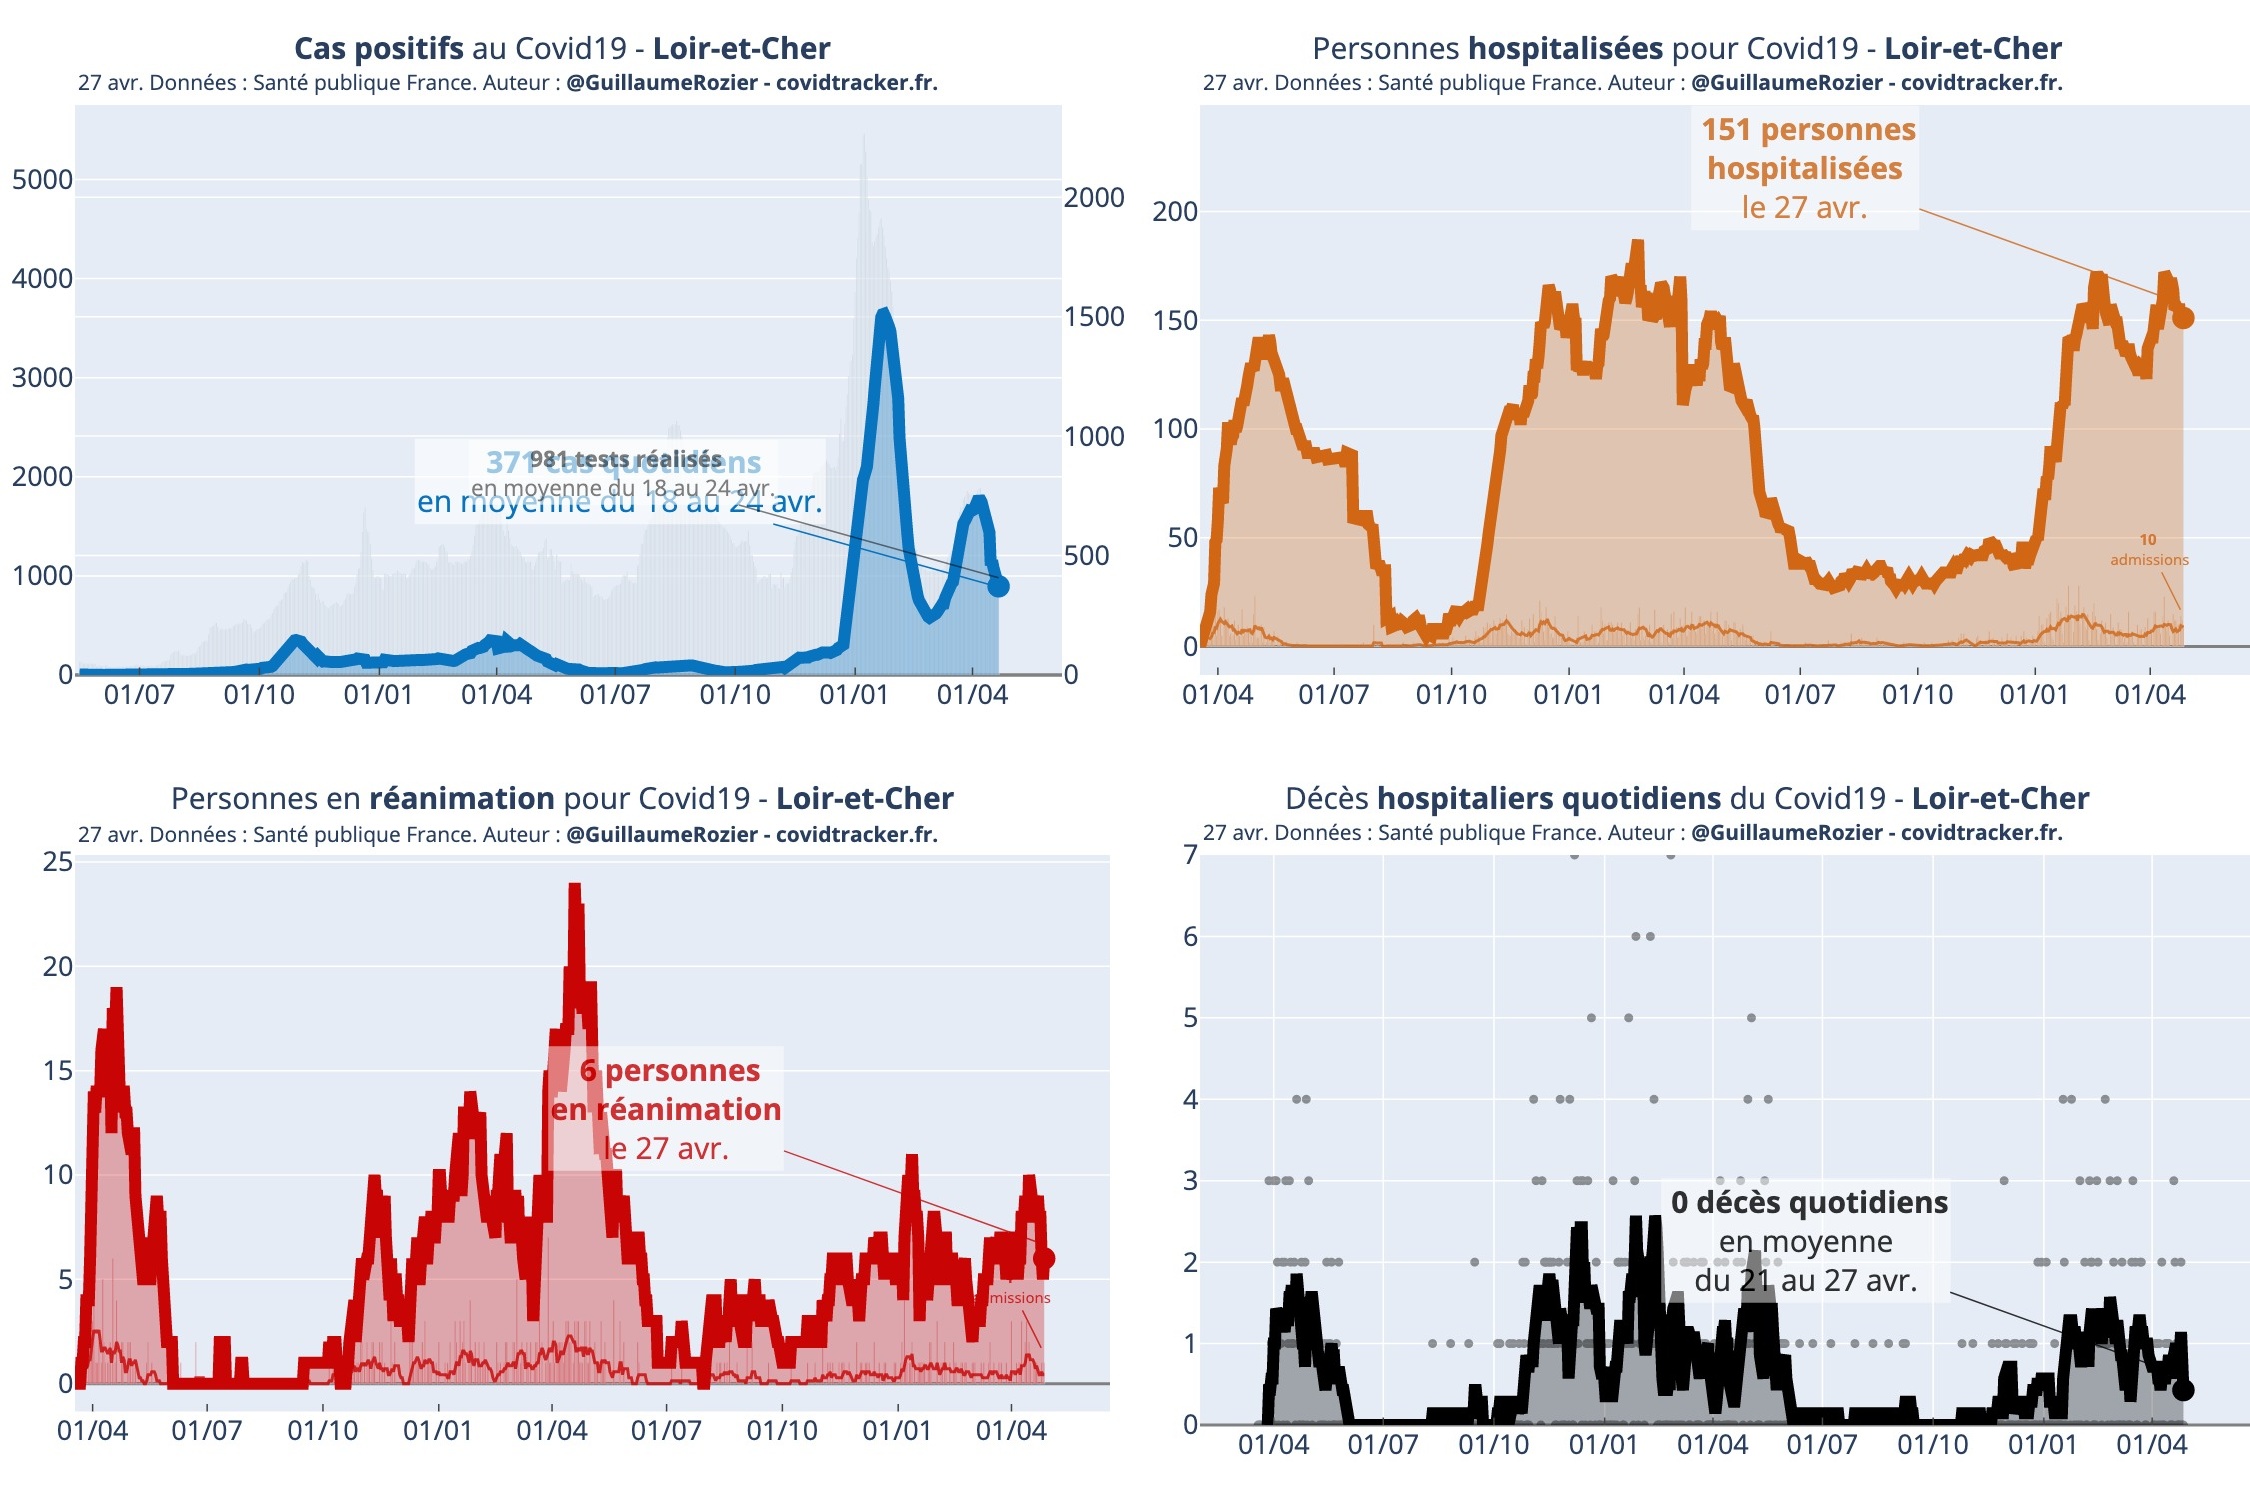 Cas positifs au Covid19 - Loir-et-Cher
27 avr. Données : Santé publique France. Auteur : @GuillaumeRozier - covidtracker.fr.
5000
4000
3000
2000
1000
0
2000
1500
1000
500
0
371 cas quotidiens
en moyenne du 18 au 24 avr.
981 tests réalisés
en moyenne du 18 au 24 avr.
01/07 01/10 01/01 01/04 01/07 01/10 01/01 01/04
Personnes hospitalisées pour Covid19 - Loir-et-Cher
27 avr. Données : Santé publique France. Auteur : @GuillaumeRozier - covidtracker.fr.
151 personnes
hospitalisées
le 27 avr.
200
150
100
50
0
10
admissions
01/04 01/07 01/10 01/01 01/04 01/07 01/10 01/01 01/04
Personnes en réanimation pour Covid19 - Loir-et-Cher
27 avr. Données : Santé publique France. Auteur : @GuillaumeRozier - covidtracker.fr.
25
20
15
10
5
0
6 personnes
en réanimation
le 27 avr.
admissions
01/04 01/07 01/10 01/01 01/04 01/07 01/10 01/01 01/04
Décès hospitaliers quotidiens du Covid19 - Loir-et-Cher
27 avr. Données : Santé publique France. Auteur : @GuillaumeRozier - covidtracker.fr.
7
6
5
4
3
2
1
0
0 décès quotidiens
en moyenne
du 21 au 27 avr.
01/04 01/07 01/10 01/01 01/04 01/07 01/10 01/01 01/04